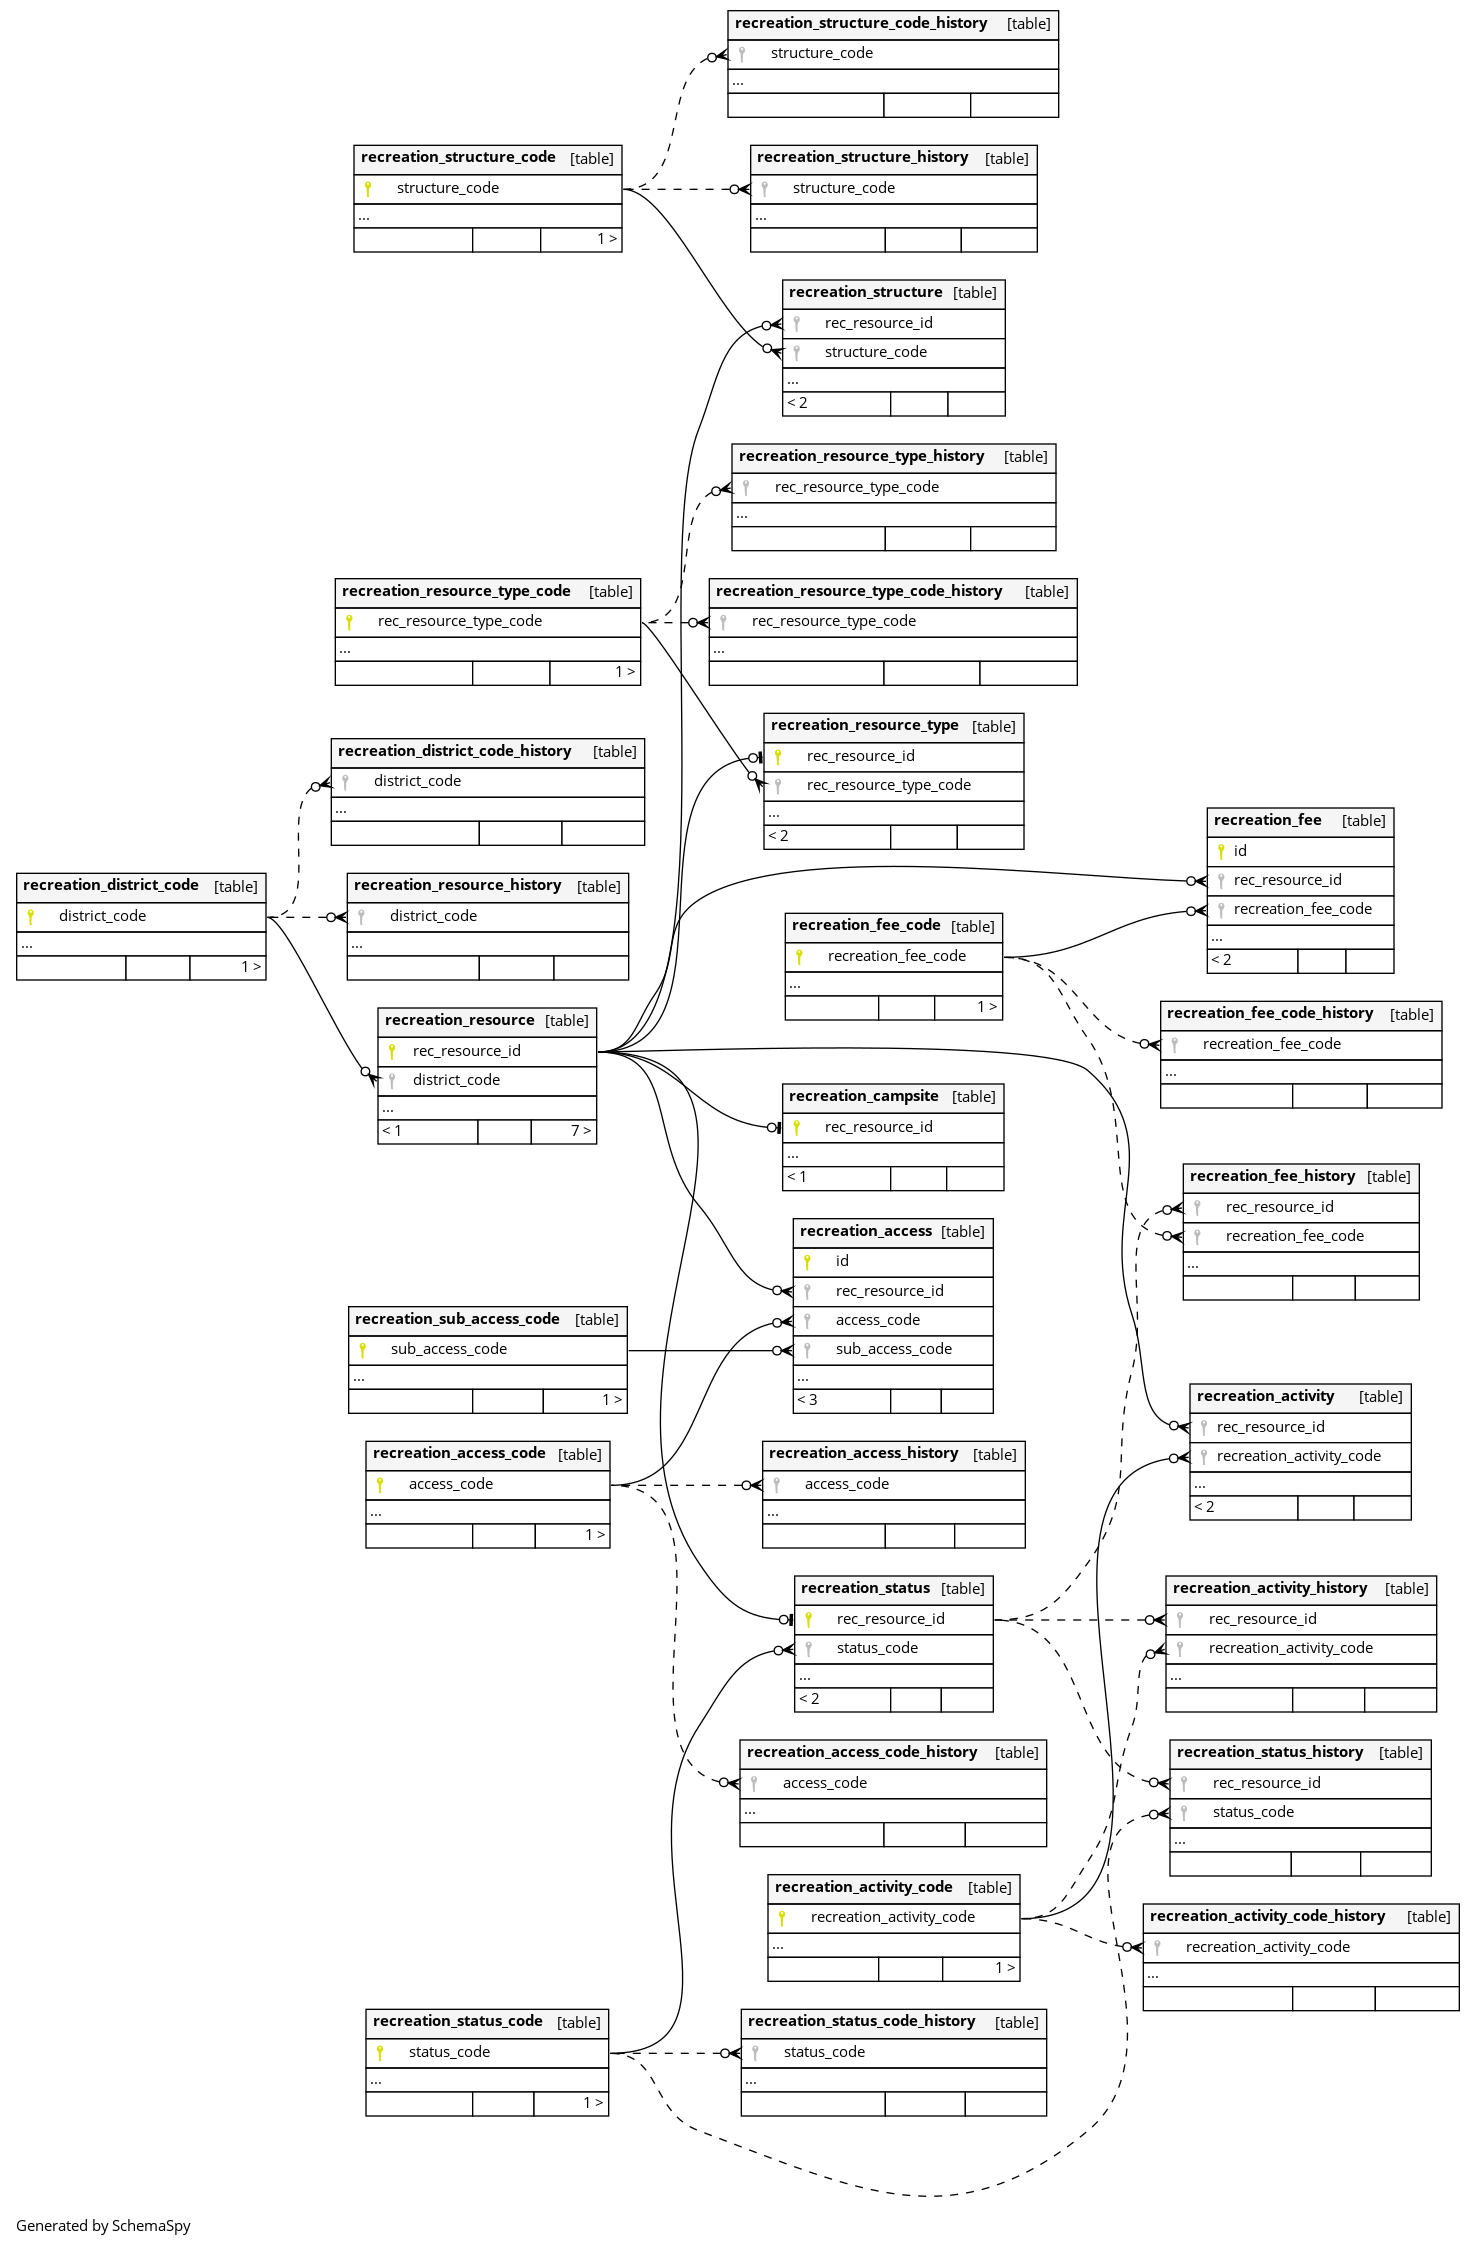 recreation_structure_code_history [table]
structure_code
...
recreation_structure_code [table]
structure_code
...
1 >
recreation_structure_history [table]
structure_code
...
recreation_structure [table]
rec_resource_id
structure_code
...
< 2
recreation_resource_type_history [table]
rec_resource_type_code
...
recreation_resource_type_code [table]
rec_resource_type_code
...
1 >
recreation_resource_type_code_history [table]
rec_resource_type_code
...
recreation_resource_type [table]
rec_resource_id
rec_resource_type_code
...
< 2
recreation_district_code_history [table]
district_code
...
recreation_fee [table]
id
rec_resource_id
recreation_fee_code
...
< 2
recreation_district_code [table]
district_code
...
1 >
recreation_resource_history [table]
district_code
...
recreation_fee_code [table]
recreation_fee_code
...
1 >
recreation_fee_code_history [table]
recreation_fee_code
...
recreation_resource [table]
rec_resource_id
district_code
...
< 1 7 >
recreation_campsite [table]
rec_resource_id
...
< 1
recreation_fee_history [table]
rec_resource_id
recreation_fee_code
...
recreation_access [table]
id
rec_resource_id
access_code
sub_access_code
...
< 3
recreation_sub_access_code [table]
sub_access_code
...
1 >
recreation_activity [table]
rec_resource_id
recreation_activity_code
...
< 2
recreation_access_code [table]
access_code
...
1 >
recreation_access_history [table]
access_code
...
recreation_status [table]
rec_resource_id
status_code
...
< 2
recreation_activity_history [table]
rec_resource_id
recreation_activity_code
...
recreation_access_code_history [table]
access_code
...
recreation_status_history [table]
rec_resource_id
status_code
...
recreation_activity_code [table]
recreation_activity_code
...
1 >
recreation_activity_code_history [table]
recreation_activity_code
...
recreation_status_code [table]
status_code
...
1 >
recreation_status_code_history [table]
status_code
...
Generated by SchemaSpy